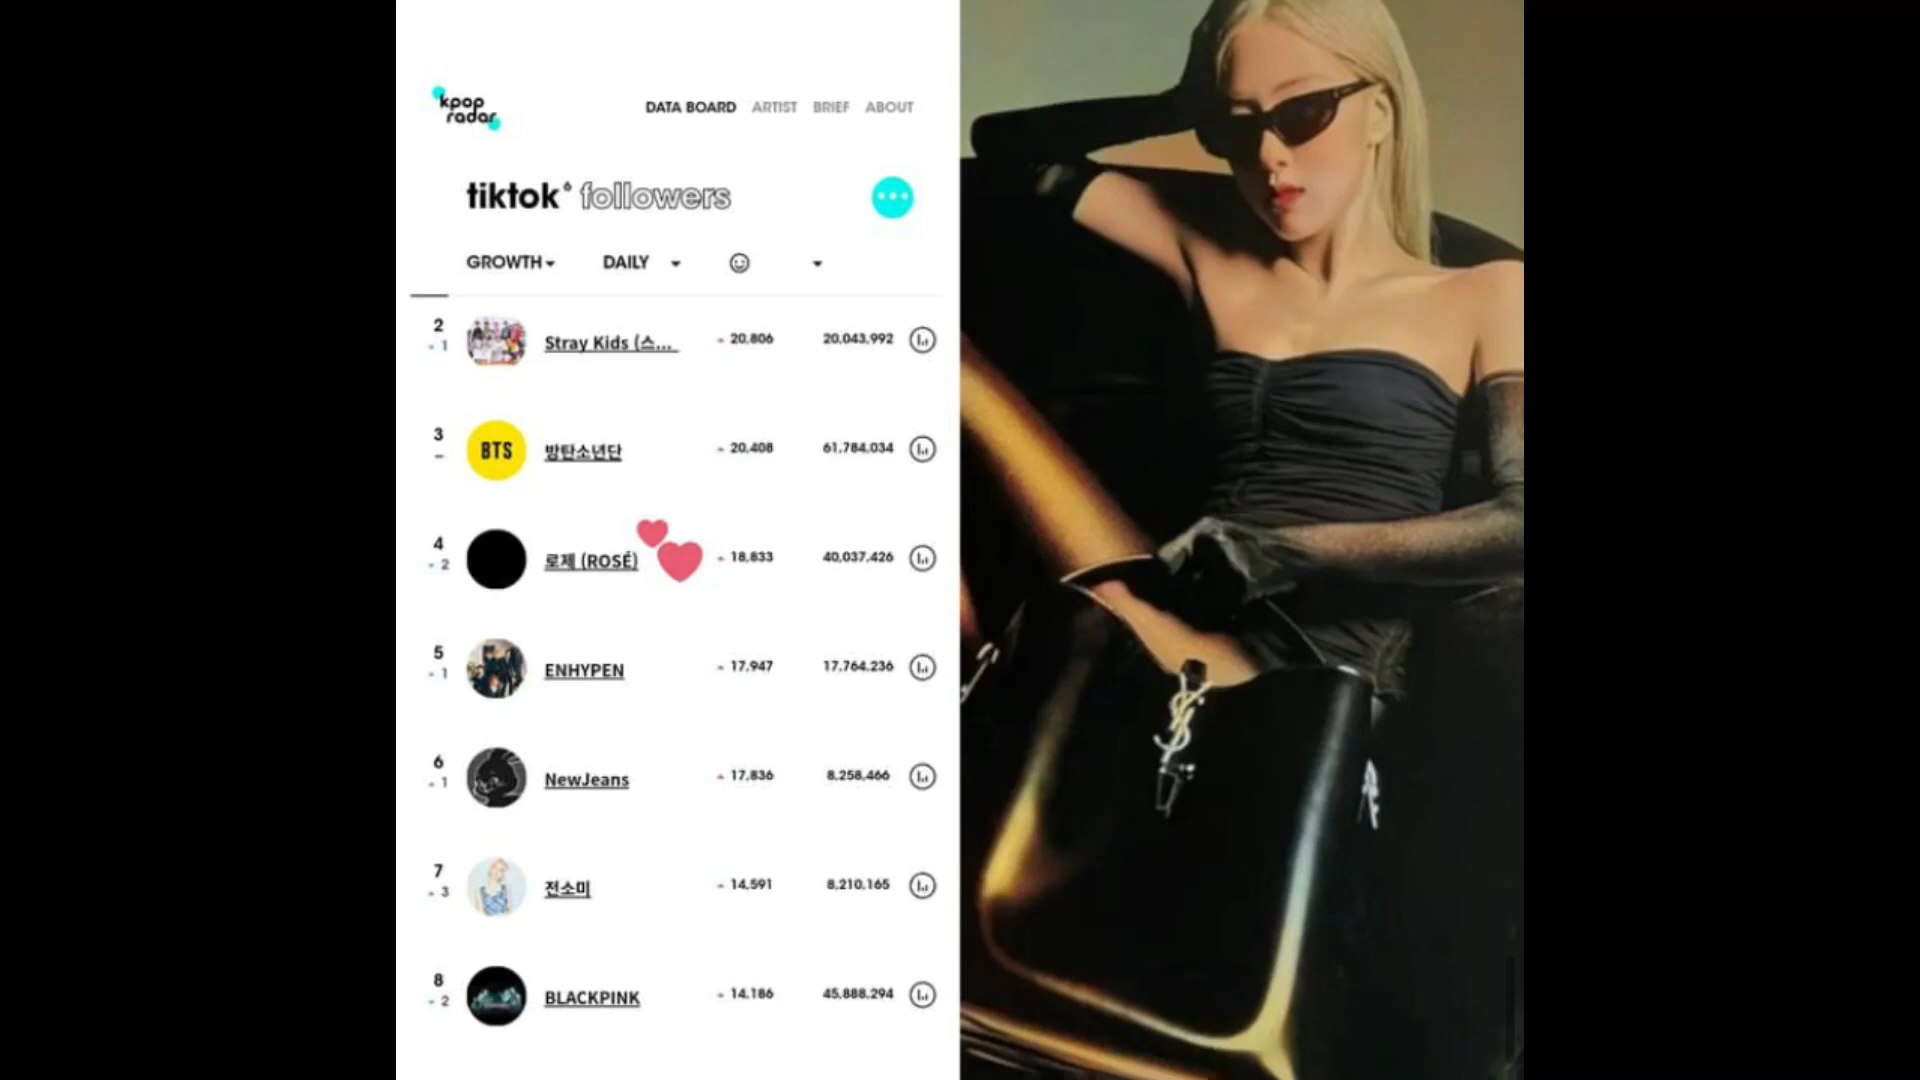 kpop
radar
DATA BOARD ARTIST BRIEF ABOUT
tiktok followers
GROWTH DAILY
2 Stray Kids (스... 20,806 20,043,992
1
3 BTS 방탄소년단 20,408 61,784,034
4 로제 (ROSÉ) 18,833 40,037,426
2
5 ENHYPEN 17,947 17,764,236
1
6 NewJeans 17,836 8,258,466
1
7 전소미 14,591 8,210,165
3
8 BLACKPINK 14,186 45,888,294
2